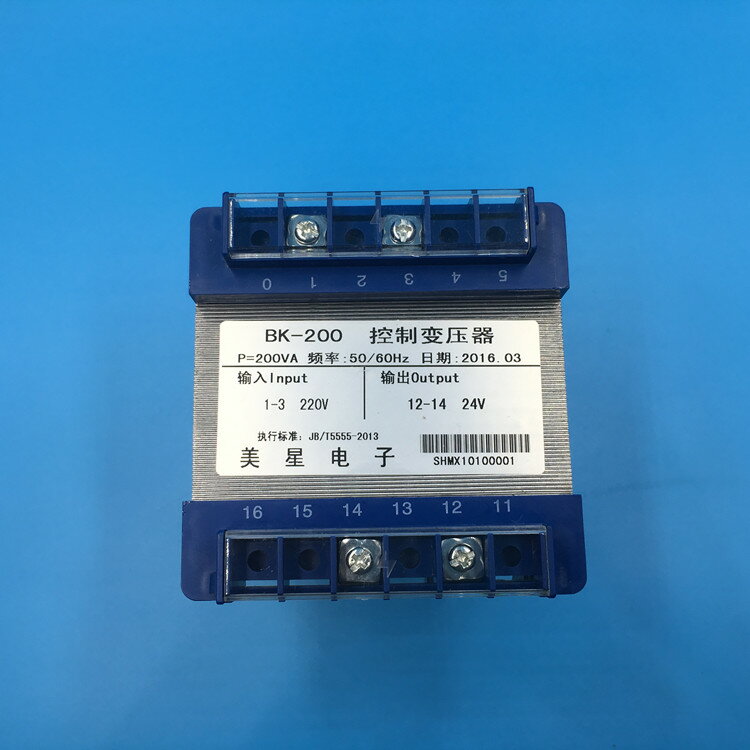 0 1 2 3 4 5
BK-200 控制变压器
P=200VA 频率:50/60Hz 日期:2016.03
输入Input 输出Output
1-3 220V 12-14 24V
执行标准: JB/T5555-2013
美星电子 SHMX10100001
16 15 14 13 12 11